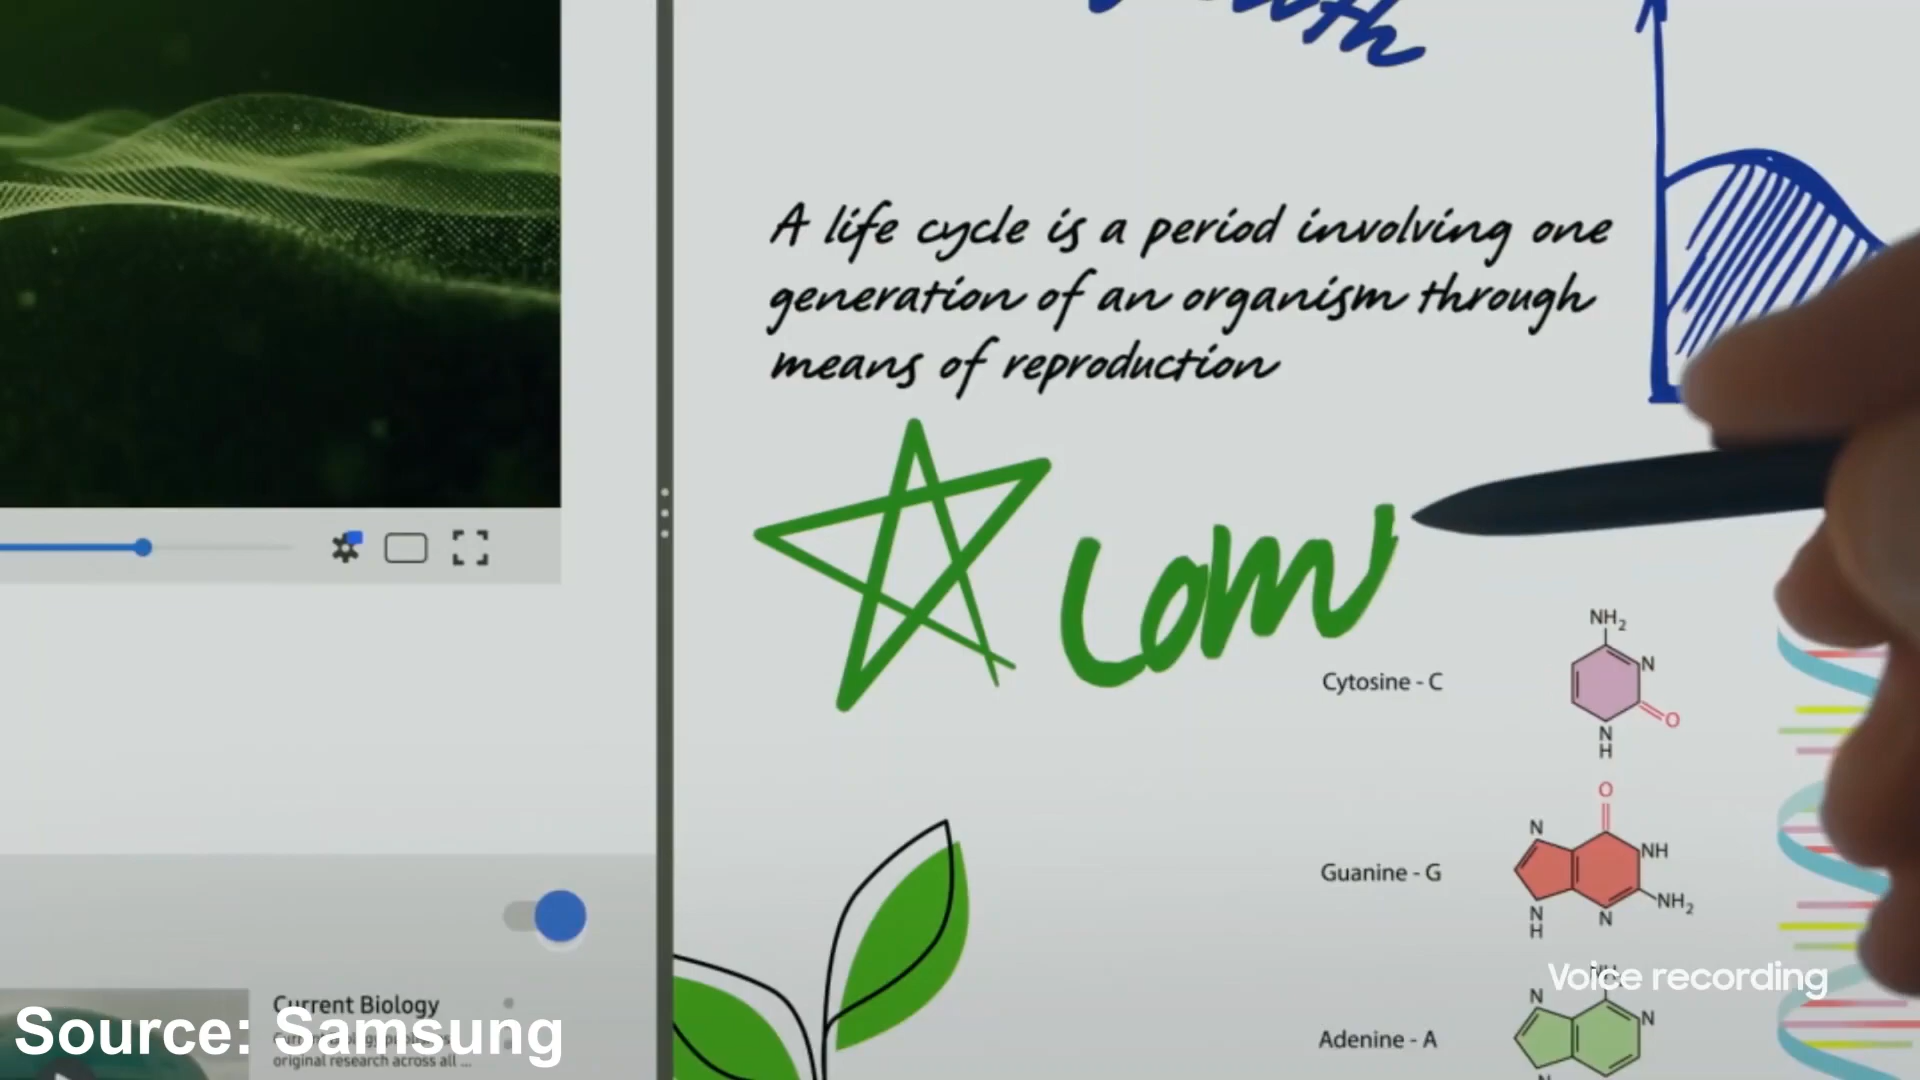 A life cycle is a period involving one
generation of an organism through
means of reproduction
NH2
N
Cytosine - C
O
N
H
O
N
NH
Guanine - G
NH2
N
H
N
Voice recording
N
N
Adenine - A
Current Biology
original research across all ...
Source: Samsung